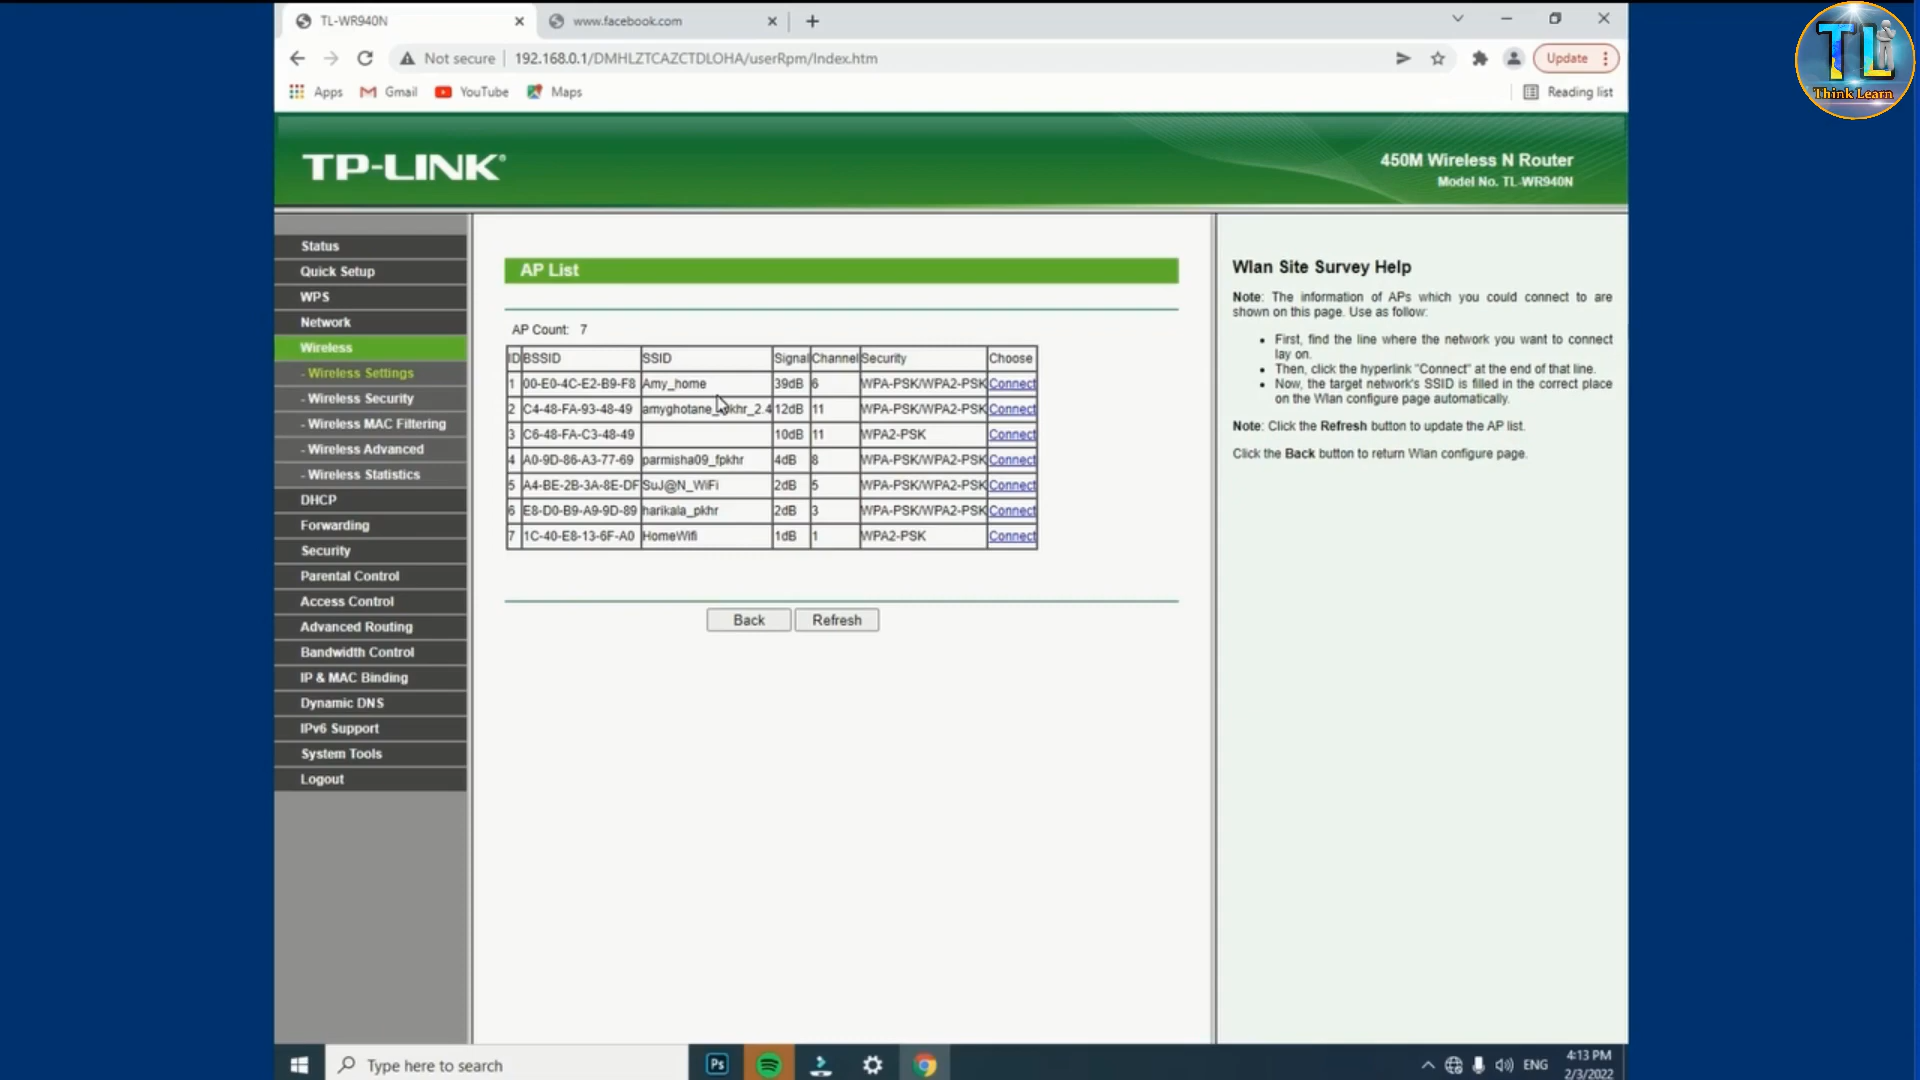 TL-WR940N
www.facebook.com
Not secure
192.168.0.1/DMHLZTCAZCTDLOHA/userRpm/Index.htm
Update
Apps
Gmail
YouTube
Maps
Reading list
TL
Think Learn
TP-LINK®
450M Wireless N Router
Model No. TL-WR940N
Status
Quick Setup
WPS
Network
Wireless
- Wireless Settings
- Wireless Security
- Wireless MAC Filtering
- Wireless Advanced
- Wireless Statistics
DHCP
Forwarding
Security
Parental Control
Access Control
Advanced Routing
Bandwidth Control
IP & MAC Binding
Dynamic DNS
IPv6 Support
System Tools
Logout
AP List
AP Count: 7
ID BSSID SSID Signal Channel Security Choose
1 00-E0-4C-E2-B9-F8 Amy_home 39dB 6 WPA-PSK/WPA2-PSK Connect
2 C4-48-FA-93-48-49 12dB 11 WPA-PSK/WPA2-PSK Connect
3 C6-48-FA-C3-48-49 10dB 11 WPA2-PSK Connect
4 A0-9D-86-A3-77-69 parmisha09_fpkhr 4dB 8 WPA-PSK/WPA2-PSK Connect
5 A4-BE-2B-3A-8E-DF SuJ@N_WiFi 2dB 5 WPA-PSK/WPA2-PSK Connect
6 E8-D0-B9-A9-9D-89 harikala_pkhr 2dB 3 WPA-PSK/WPA2-PSK Connect
7 1C-40-E8-13-6F-A0 HomeWifi 1dB 1 WPA2-PSK Connect
Back
Refresh
Wlan Site Survey Help
Note: The information of APs which you could connect to are
shown on this page. Use as follow:
• First, find the line where the network you want to connect
lay on.
• Then, click the hyperlink "Connect" at the end of that line.
• Now, the target network's SSID is filled in the correct place
on the Wlan configure page automatically.
Note: Click the Refresh button to update the AP list.
Click the Back button to return Wlan configure page.
Type here to search
Ps
ENG
4:13 PM
2/3/2022